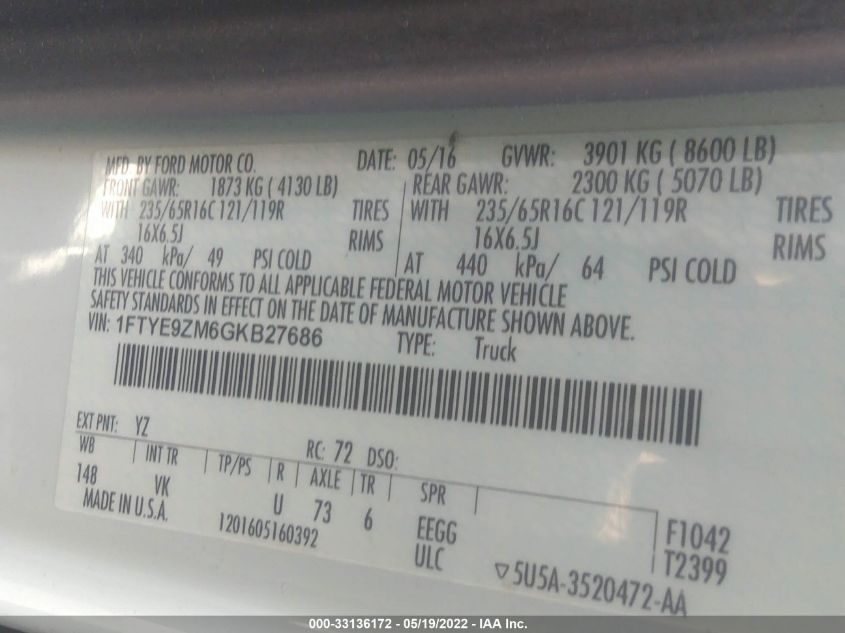 MFD. BY FORD MOTOR CO. DATE: 05/16 GVWR: 3901 KG ( 8600 LB)
FRONT GAWR: 1873 KG ( 4130 LB) REAR GAWR: 2300 KG ( 5070 LB)
WITH 235/65R16C 121/119R TIRES WITH 235/65R16C 121/119R TIRES
16X6.5J RIMS 16X6.5J RIMS
AT 340 kPa/ 49 PSI COLD AT 440 kPa/ 64 PSI COLD
THIS VEHICLE CONFORMS TO ALL APPLICABLE FEDERAL MOTOR VEHICLE
SAFETY STANDARDS IN EFFECT ON THE DATE OF MANUFACTURE SHOWN ABOVE.
VIN: 1FTYE9ZM6GKB27686 TYPE: Truck
EXT PNT: YZ RC: 72 DSO:
WB INT TR TP/PS R AXLE TR SPR
148 VK U 73 6 EEGG F1042
MADE IN U.S.A. 1201605160392 ULC T2399
▽5U5A-3520472-AA
000-33136172 - 05/19/2022 - IAA Inc.